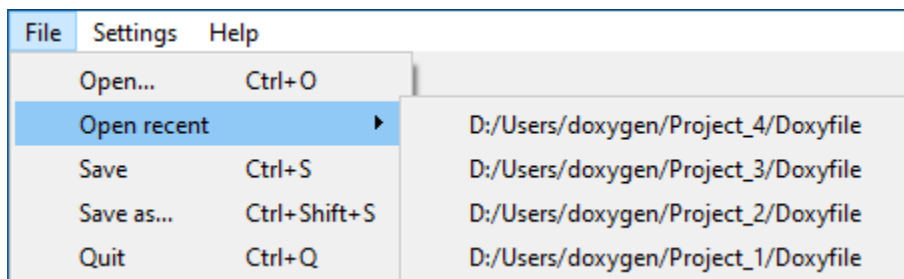 File Settings Help
Open... Ctrl+O
Open recent D:/Users/doxygen/Project_4/Doxyfile
Save Ctrl+S D:/Users/doxygen/Project_3/Doxyfile
Save as... Ctrl+Shift+S D:/Users/doxygen/Project_2/Doxyfile
Quit Ctrl+Q D:/Users/doxygen/Project_1/Doxyfile